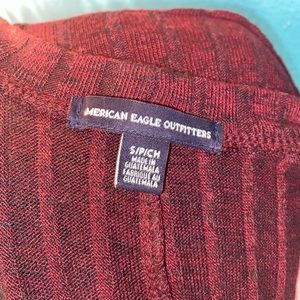 MERICAN EAGLE OUTFITTERS
S/P/CH
MADE IN
GUATEMALA
FABRIQUÉ AU
GUATEMALA